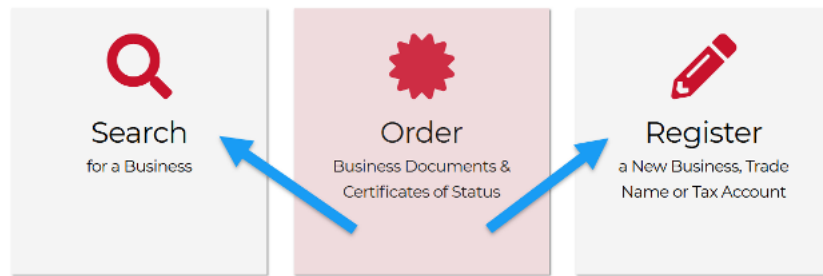 Search
for a Business
Order
Business Documents &
Certificates of Status
Register
a New Business, Trade
Name or Tax Account